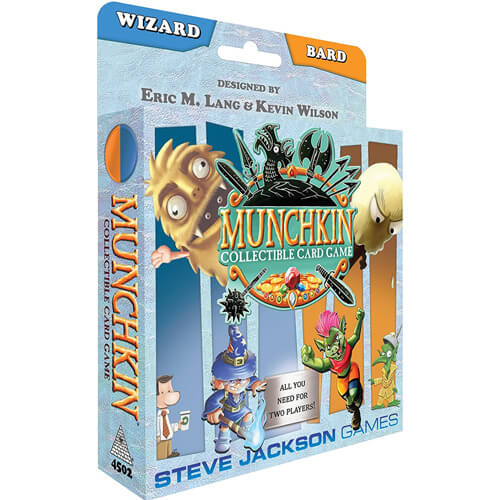 WIZARD
BARD
DESIGNED BY
ERIC M. LANG & KEVIN WILSON
MUNCHKIN
COLLECTIBLE CARD GAME
MUNCHKIN
COLLECTIBLE CARD GAME
ALL YOU
NEED FOR
TWO PLAYERS!
4502
STEVE JACKSON GAMES